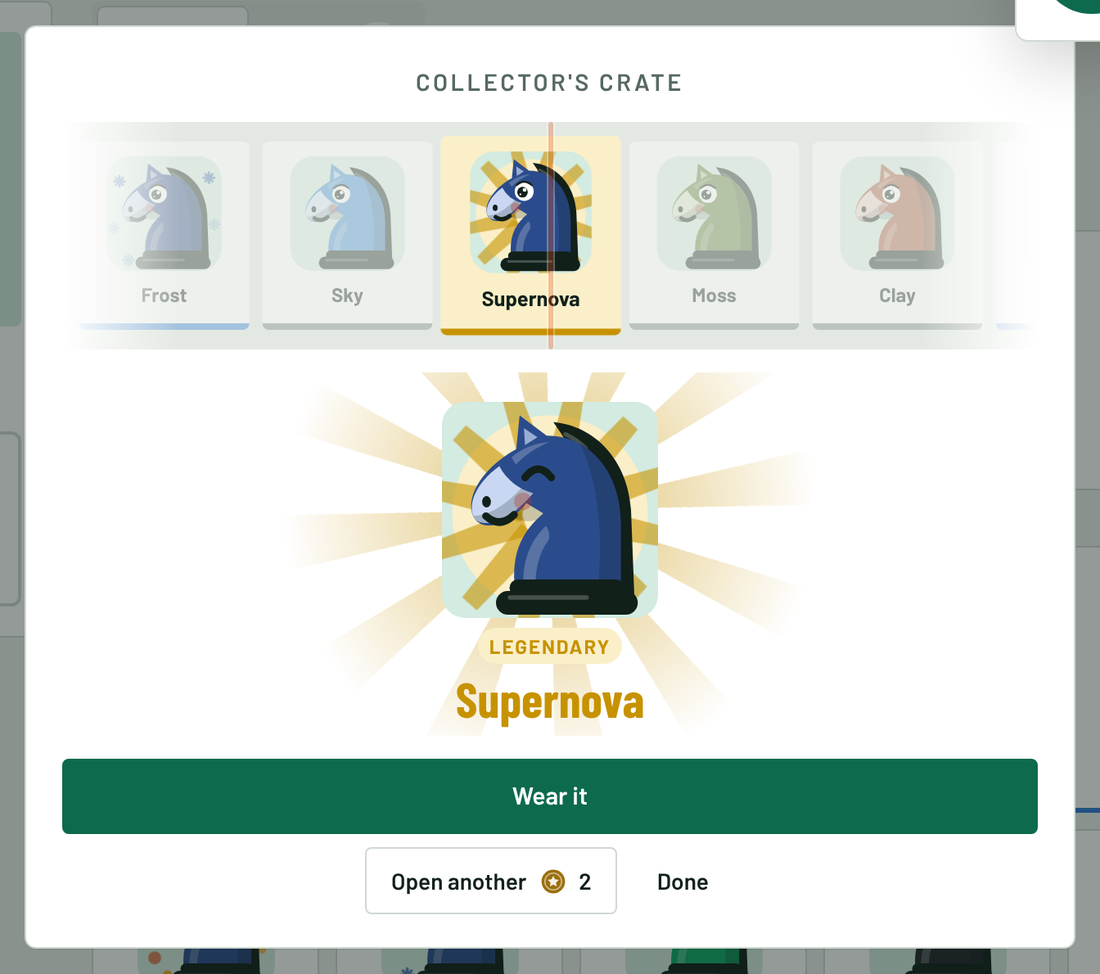 COLLECTOR'S CRATE
Frost
Sky
Supernova
Moss
Clay
LEGENDARY
Supernova
Wear it
Open another 2
Done